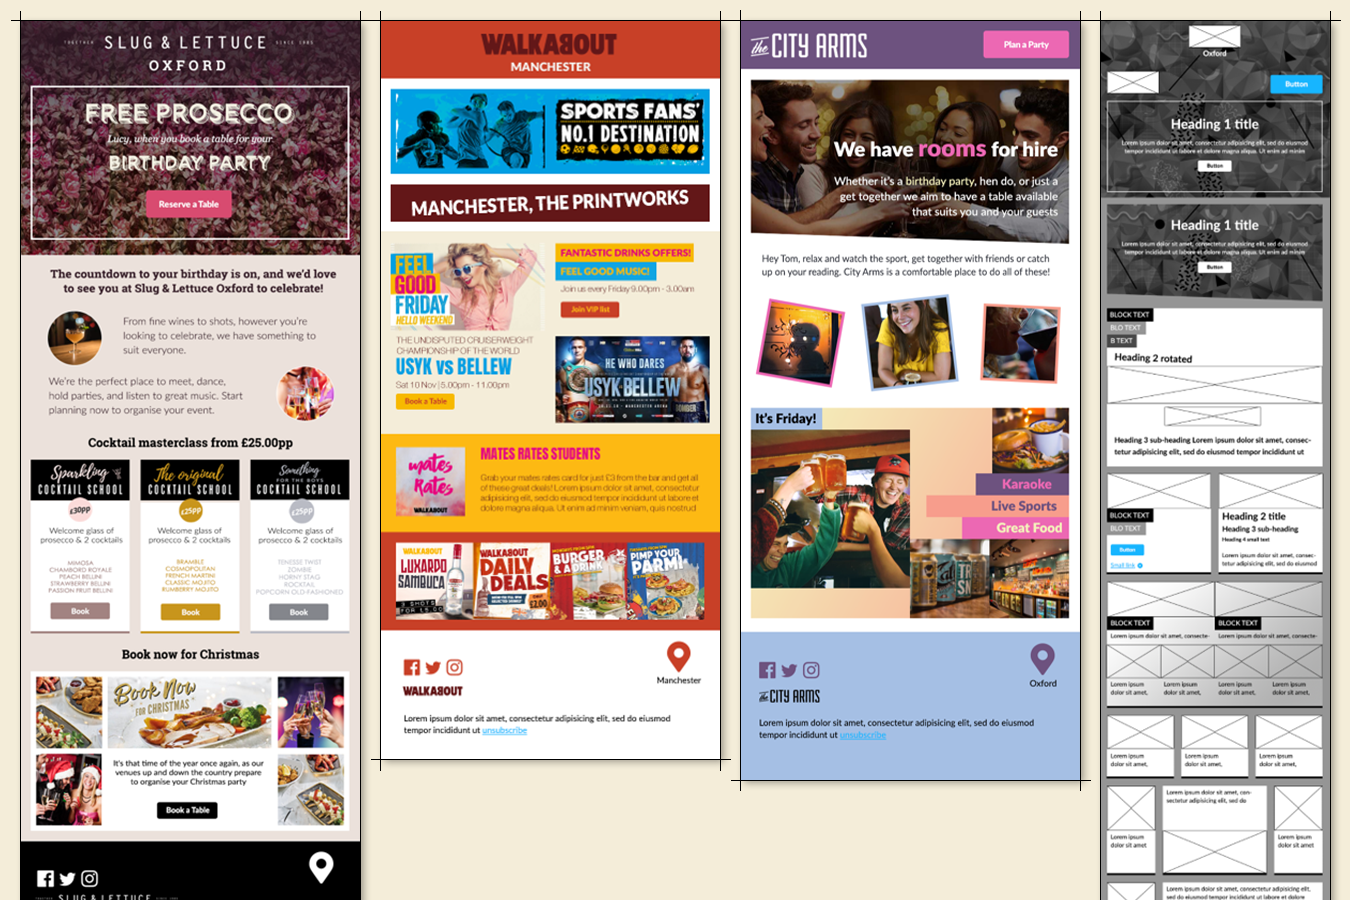 TOGETHER SLUG & LETTUCE SINCE 1985
OXFORD
FREE PROSECCO
Lucy, when you book a table for your
BIRTHDAY PARTY
Reserve a Table
The countdown to your birthday is on, and we'd love
to see you at Slug & Lettuce Oxford to celebrate!
From fine wines to shots, however you're
looking to celebrate, we have something to
suit everyone.
We're the perfect place to meet, dance,
hold parties, and listen to great music. Start
planning now to organise your event.
Cocktail masterclass from £25.00pp
Sparkling
COCKTAIL SCHOOL
£30pp
Welcome glass of
prosecco & 2 cocktails
MIMOSA
CHAMBORD ROYALE
PEACH BELLINI
STRAWBERRY BELLINI
PASSION FRUIT BELLINI
Book
The original
COCKTAIL SCHOOL
£25pp
Welcome glass of
prosecco & 2 cocktails
BRAMBLE
COSMOPOLITAN
FRENCH MARTINI
CLASSIC MOJITO
RUMBERRY MOJITO
Book
Something
FOR THE BOYS
COCKTAIL SCHOOL
£25pp
Welcome glass of
prosecco & 2 cocktails
TENESSE TWIST
ZOMBIE
HORNY STAG
ROCKTAIL
POPCORN OLD-FASHIONED
Book
Book now for Christmas
Book Now
FOR CHRISTMAS
It's that time of the year once again, as our
venues up and down the country prepare
to organise your Christmas party
Book a Table
SLUG & LETTUCE
WALKABOUT
MANCHESTER
SPORTS FANS'
NO.1 DESTINATION
MANCHESTER, THE PRINTWORKS
FEEL
GOOD
FRIDAY
HELLO WEEKEND
FANTASTIC DRINKS OFFERS!
FEEL GOOD MUSIC!
Join us every Friday 9.00pm - 3.00am
Join VIP list
THE UNDISPUTED CRUISERWEIGHT
CHAMPIONSHIP OF THE WORLD
USYK vs BELLEW
Sat 10 Nov | 5.00pm - 11.00pm
Book a Table
HE WHO DARES
USYK BELLEW
MATES RATES STUDENTS
mates
Rates
WALKABOUT
Grab your mates rates card for just £3 from the bar and get all
of these great deals! Lorem ipsum dolor sit amet, consectetur
adipisicing elit, sed do eiusmod tempor incididunt ut labore et
dolore magna aliqua. Ut enim ad minim veniam, quis nostrud
WALKABOUT
LUXARDO
SAMBUCA
3 SHOTS
FOR £5.00
WALKABOUT
DAILY
DEALS
£2.00
BURGER
& A DRINK
PIMP YOUR
PARMI
Manchester
WALKABOUT
Lorem ipsum dolor sit amet, consectetur adipisicing elit, sed do eiusmod
tempor incididunt ut unsubscribe
the CITY ARMS
Plan a Party
We have rooms for hire
Whether it's a birthday party, hen do, or just a
get together we aim to have a table available
that suits you and your guests
Hey Tom, relax and watch the sport, get together with friends or catch
up on your reading. City Arms is a comfortable place to do all of these!
It's Friday!
Karaoke
Live Sports
Great Food
Oxford
the CITY ARMS
Lorem ipsum dolor sit amet, consectetur adipisicing elit, sed do eiusmod
tempor incididunt ut unsubscribe
Oxford
Button
Heading 1 title
Lorem ipsum dolor sit amet, consectetur adipisicing elit, sed do eiusmod
tempor incididunt ut labore et dolore magna aliqua. Ut enim ad minim
Button
Heading 1 title
Lorem ipsum dolor sit amet, consectetur adipisicing elit, sed do eiusmod
tempor incididunt ut labore et dolore magna aliqua. Ut enim ad minim
Button
BLOCK TEXT
BLO TEXT
B TEXT
Heading 2 rotated
Heading 3 sub-heading Lorem ipsum dolor sit amet, consec-
tetur adipisicing elit, sed do eiusmod tempor incididunt ut
BLOCK TEXT
BLO TEXT
Button
Small link
Heading 2 title
Heading 3 sub-heading
Heading 4 small text
Lorem ipsum dolor sit amet, consec-
tetur adipisicing elit, sed do eiusmod
BLOCK TEXT
Lorem ipsum dolor sit amet, consecte-
BLOCK TEXT
Lorem ipsum dolor sit amet, consecte-
Lorem ipsum
dolor sit amet,
Lorem ipsum
dolor sit amet,
Lorem ipsum
dolor sit amet,
Lorem ipsum
dolor sit amet,
Lorem ipsum
dolor sit amet,
Lorem ipsum
dolor sit amet,
Lorem ipsum
dolor sit amet,
Lorem ipsum dolor sit amet, con-
sectetur adipisicing elit, sed do
Lorem ipsum
dolor sit amet,
Lorem ipsum
dolor sit amet,
Lorem ipsum dolor sit amet, consectetur
adipisicing elit, sed do eiusmod tempor